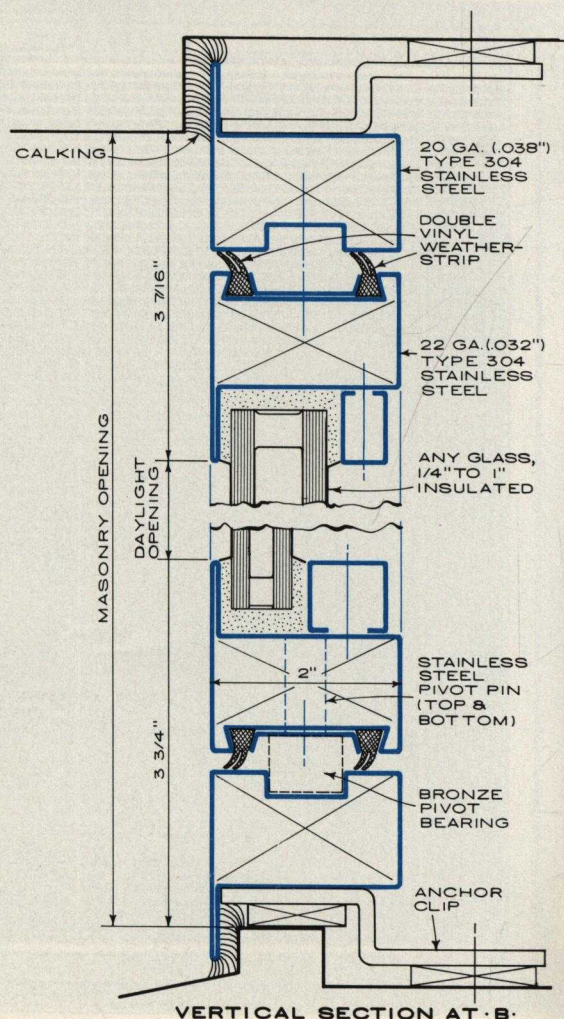 CALKING
20 GA. (.038")
TYPE 304
STAINLESS
STEEL
DOUBLE
VINYL
WEATHER-
STRIP
3 7/16"
22 GA. (.032")
TYPE 304
STAINLESS
STEEL
MASONRY OPENING
DAYLIGHT
OPENING
ANY GLASS,
1/4" TO 1"
INSULATED
2"
STAINLESS
STEEL
PIVOT PIN
(TOP &
BOTTOM)
3 3/4"
BRONZE
PIVOT
BEARING
ANCHOR
CLIP
VERTICAL SECTION AT ·B·